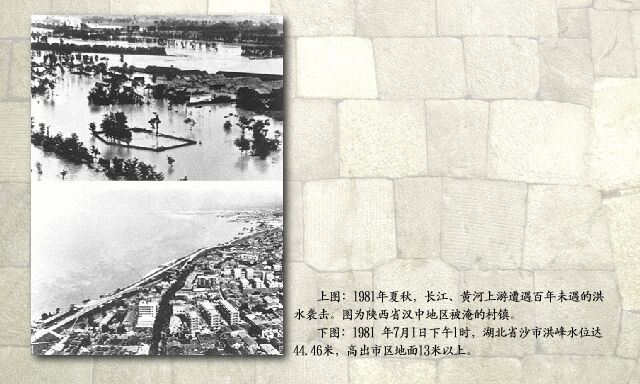 上图：1981年夏秋，长江、黄河上游遭遇百年未遇的洪
水袭击。图为陕西省汉中地区被淹的村镇。
下图：1981 年7月1日下午1时，湖北省沙市洪峰水位达
44.46米，高出市区地面13米以上。